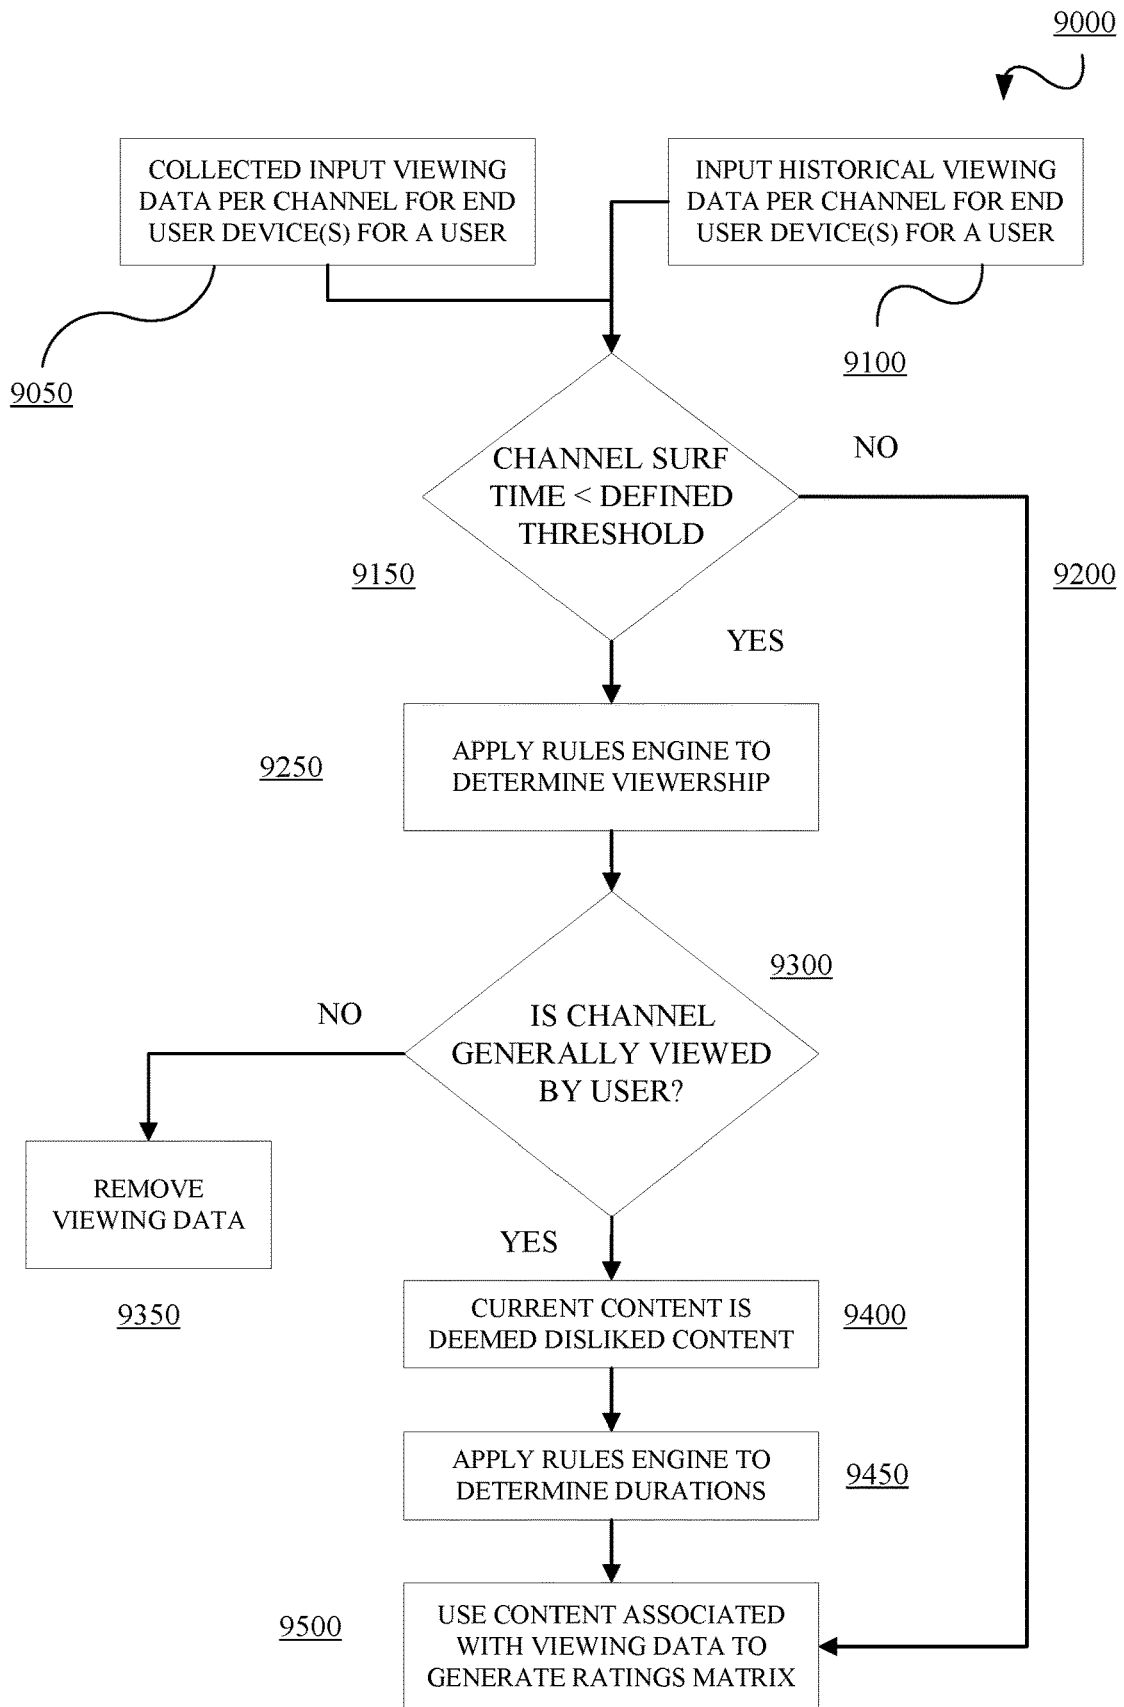 9000
COLLECTED INPUT VIEWING
DATA PER CHANNEL FOR END
USER DEVICE(S) FOR A USER
INPUT HISTORICAL VIEWING
DATA PER CHANNEL FOR END
USER DEVICE(S) FOR A USER
9050
9100
CHANNEL SURF
TIME < DEFINED
THRESHOLD
NO
9150
9200
YES
APPLY RULES ENGINE TO
DETERMINE VIEWERSHIP
9250
9300
IS CHANNEL
GENERALLY VIEWED
BY USER?
NO
REMOVE
VIEWING DATA
9350
YES
CURRENT CONTENT IS
DEEMED DISLIKED CONTENT
9400
APPLY RULES ENGINE TO
DETERMINE DURATIONS
9450
USE CONTENT ASSOCIATED
WITH VIEWING DATA TO
GENERATE RATINGS MATRIX
9500